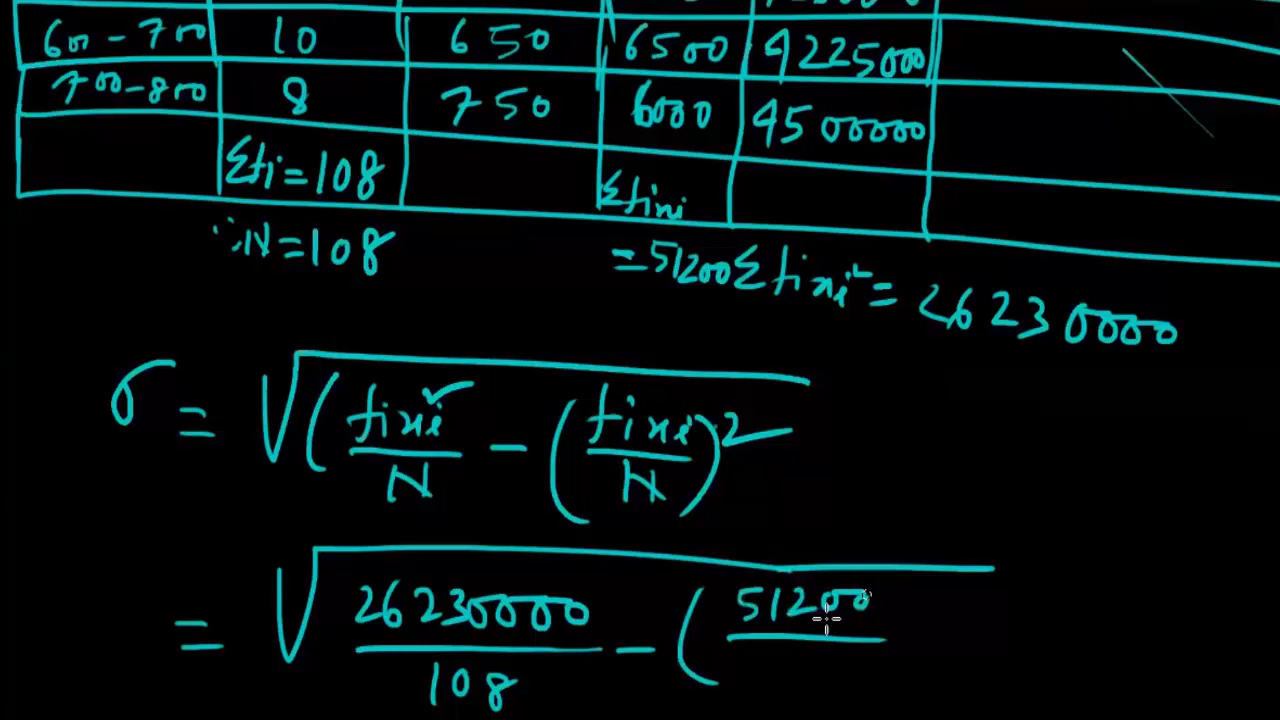 600-700 10 650 6500 4225000
700-800 8 750 6000 4500000
Σfi=108 Σfixi
∴N=108 =51200 Σfixi²= 26230000
σ = √(fixi²/N - (fixi/N)²
= √26230000/108 - (51200